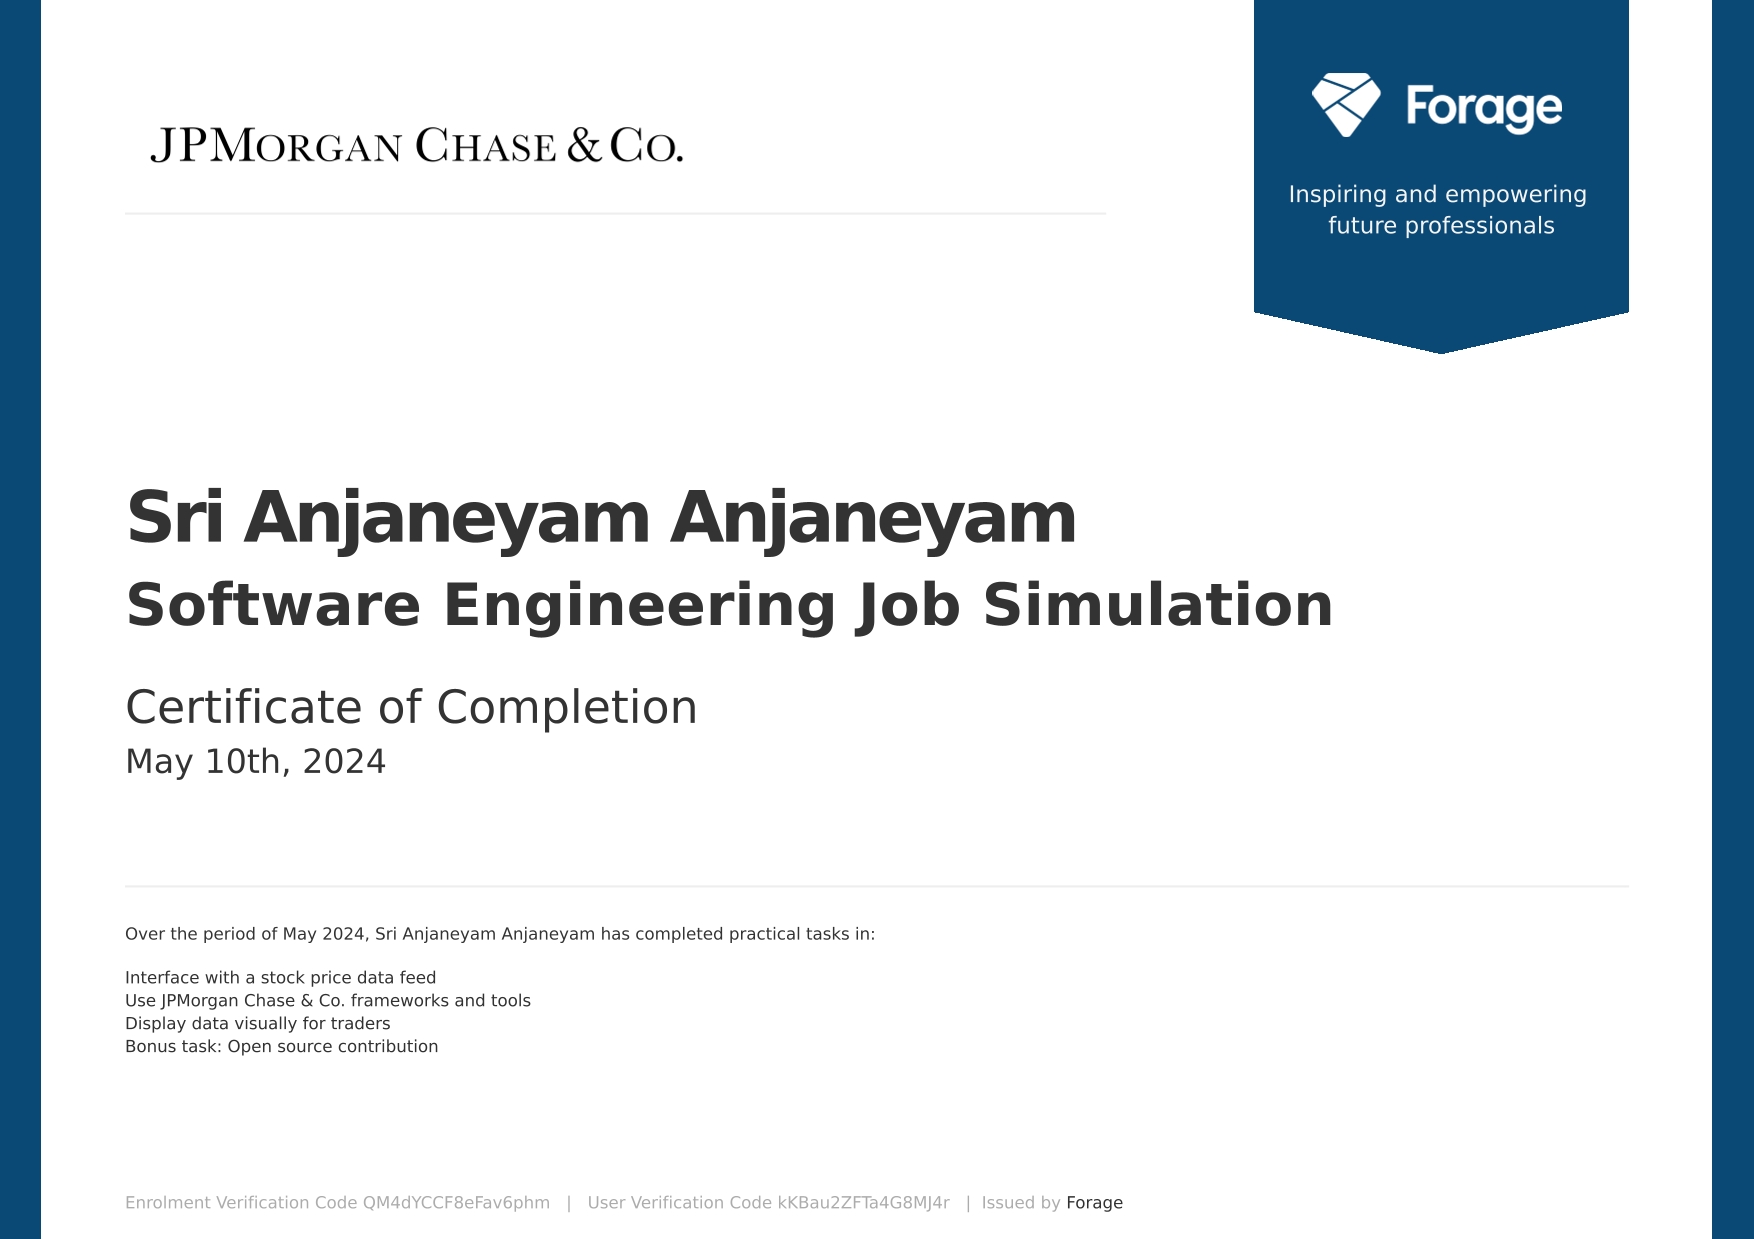 JPMORGAN CHASE & CO.
Forage
Inspiring and empowering
future professionals
Sri Anjaneyam Anjaneyam
Software Engineering Job Simulation
Certificate of Completion
May 10th, 2024
Over the period of May 2024, Sri Anjaneyam Anjaneyam has completed practical tasks in:
Interface with a stock price data feed
Use JPMorgan Chase & Co. frameworks and tools
Display data visually for traders
Bonus task: Open source contribution
Enrolment Verification Code QM4dYCCF8eFav6phm | User Verification Code kKBau2ZFTa4G8MJ4r | Issued by Forage